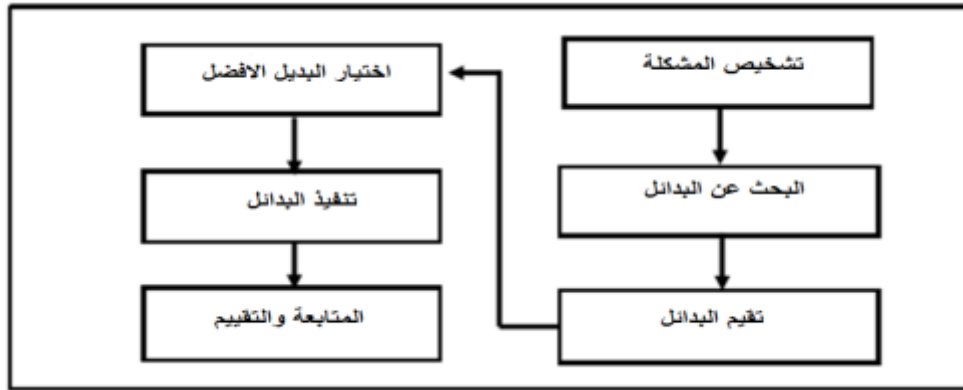 تشخيص المشكلة
البحث عن البدائل
تقيم البدائل
اختيار البديل الافضل
تنفيذ البدائل
المتابعة والتقييم